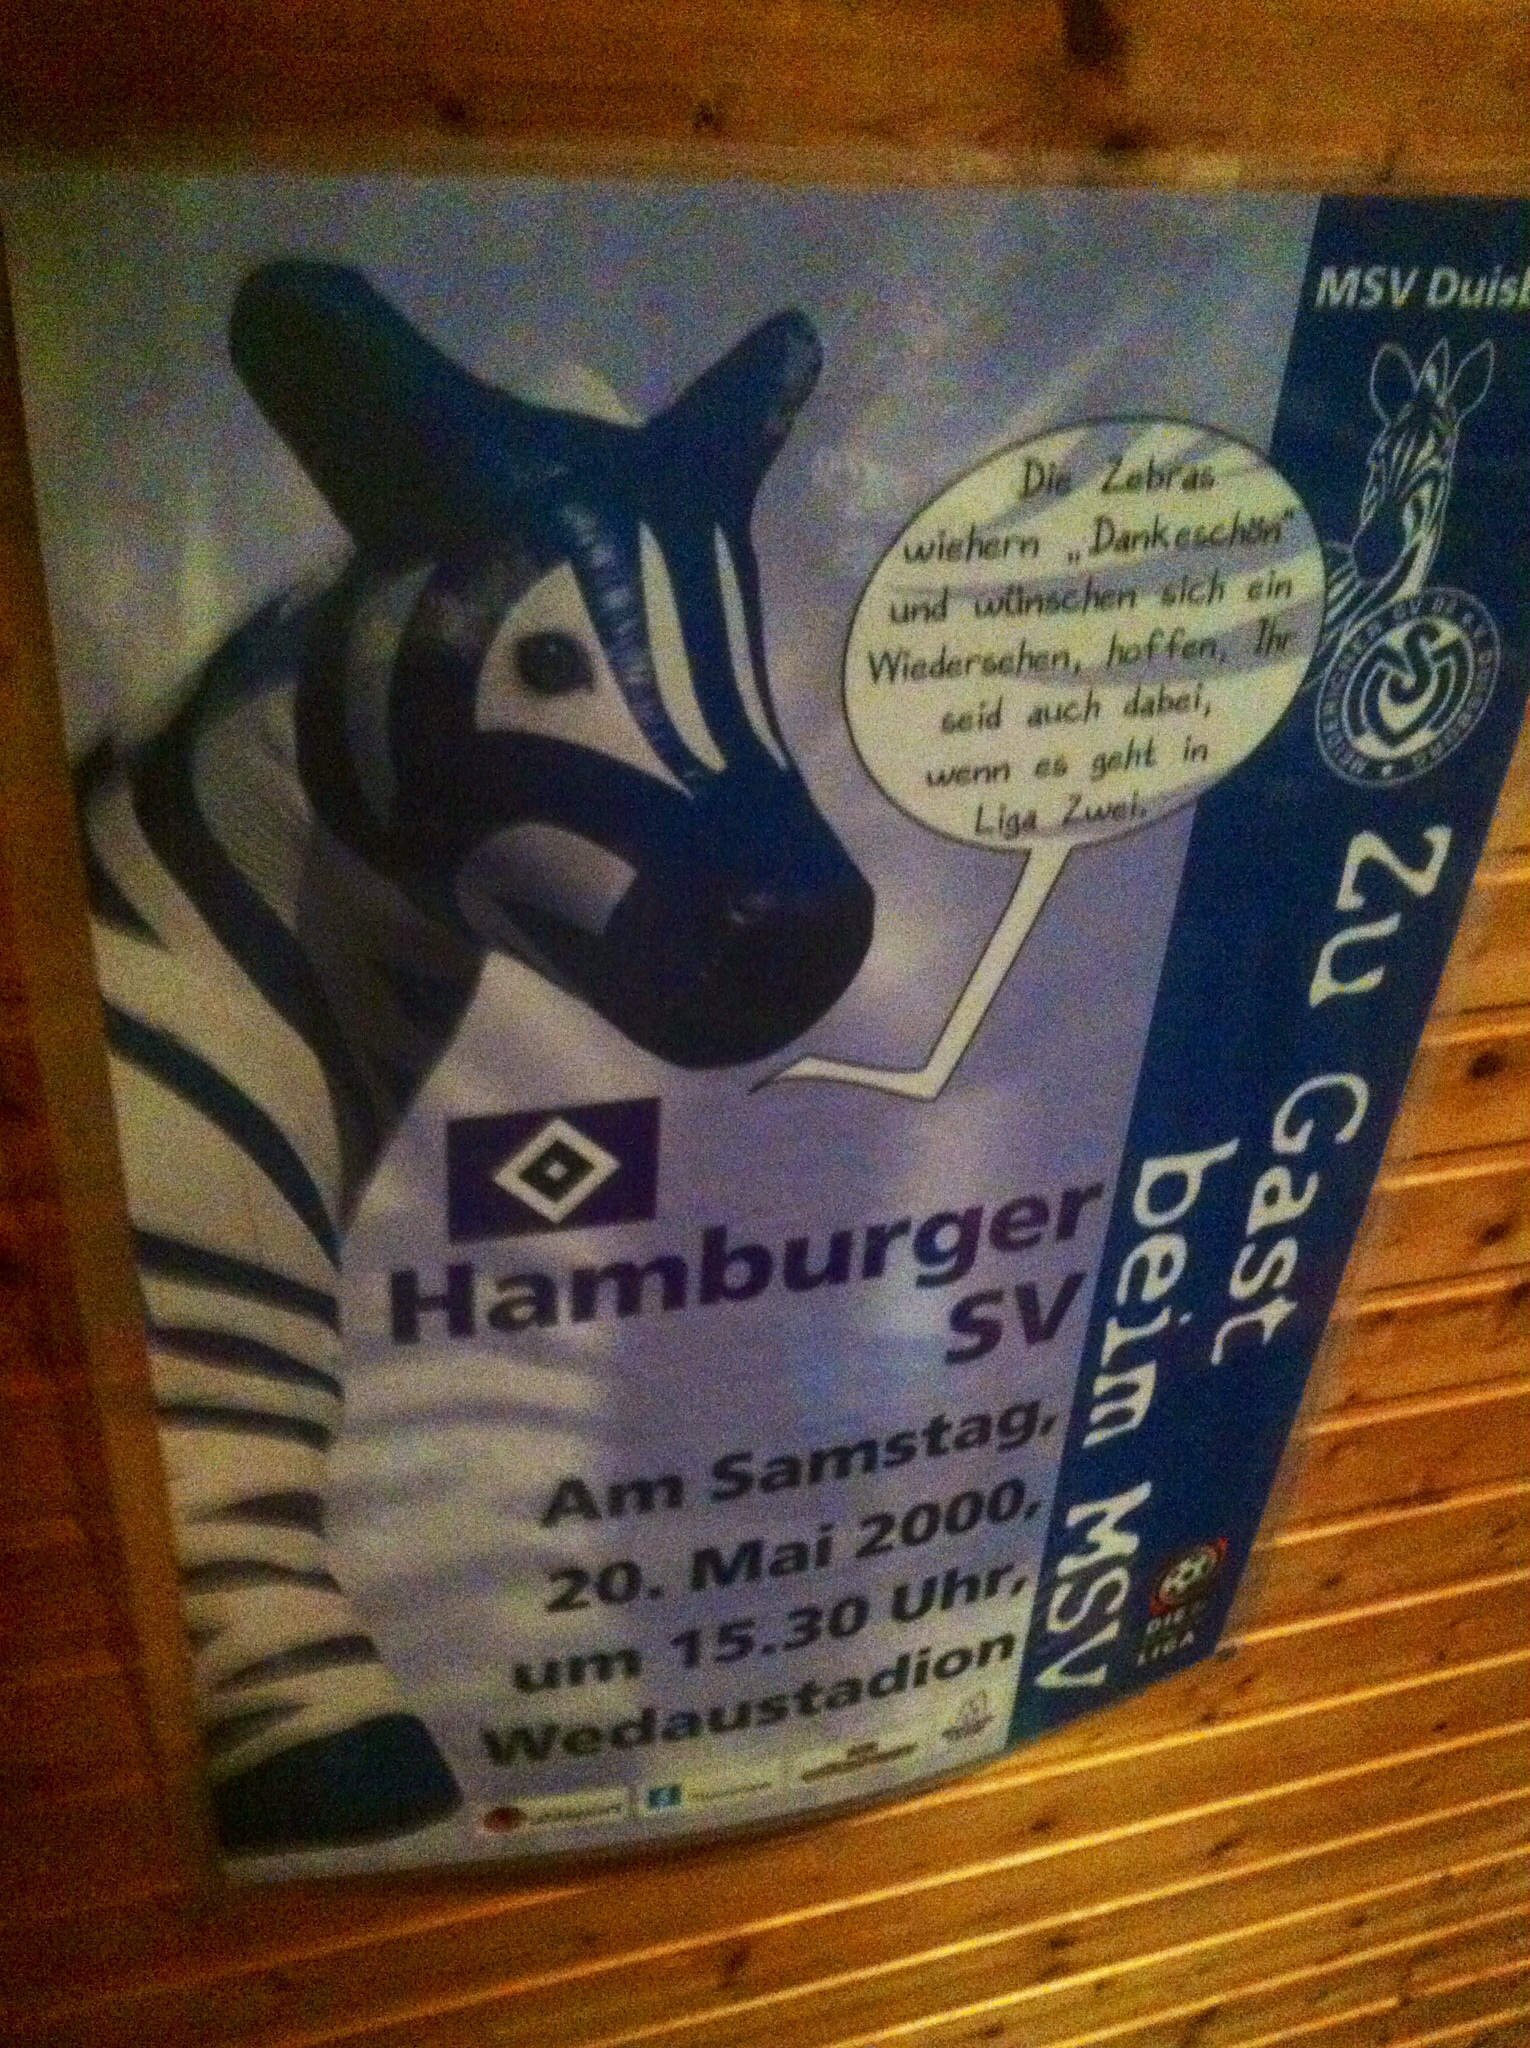 MSV Duisb
Die Zebras
wiehern „Dankeschön"
und wünschen sich ein
Wiedersehen, hoffen, Ihr
seid auch dabei,
wenn es geht in
Liga Zwei.
Zu Gast
beim MSV
Hamburger
SV
Am Samstag,
20. Mai 2000,
um 15.30 Uhr,
Wedaustadion
DIE
LIGA